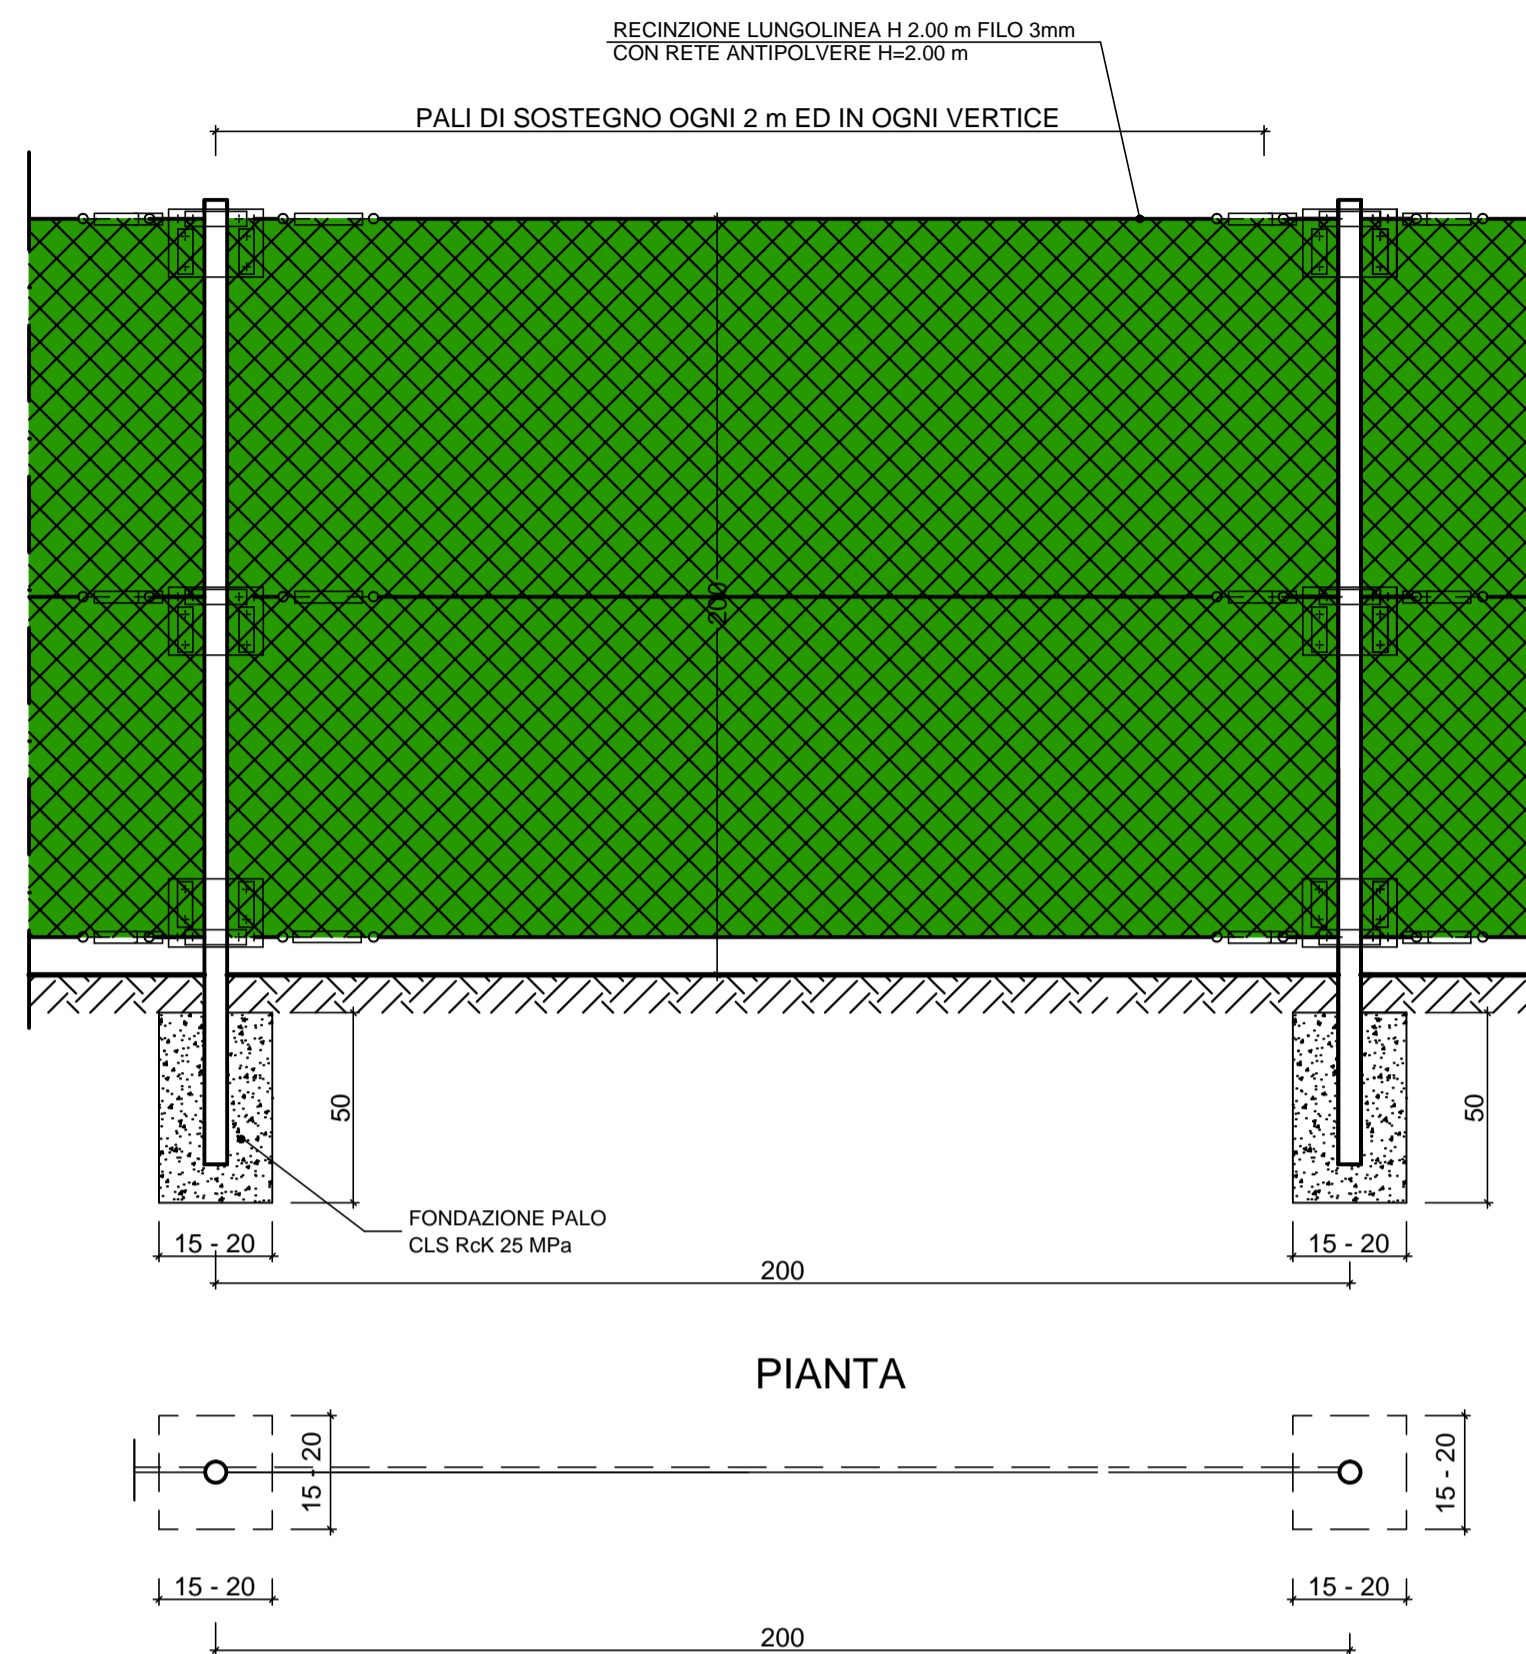 RECINZIONE LUNGOLINEA H 2.00 m FILO 3mm
CON RETE ANTIPOLVERE H=2.00 m
PALI DI SOSTEGNO OGNI 2 m ED IN OGNI VERTICE
200
50
50
FONDAZIONE PALO
CLS RcK 25 MPa
15 - 20
15 - 20
200
PIANTA
15 - 20
15 - 20
15 - 20
15 - 20
200